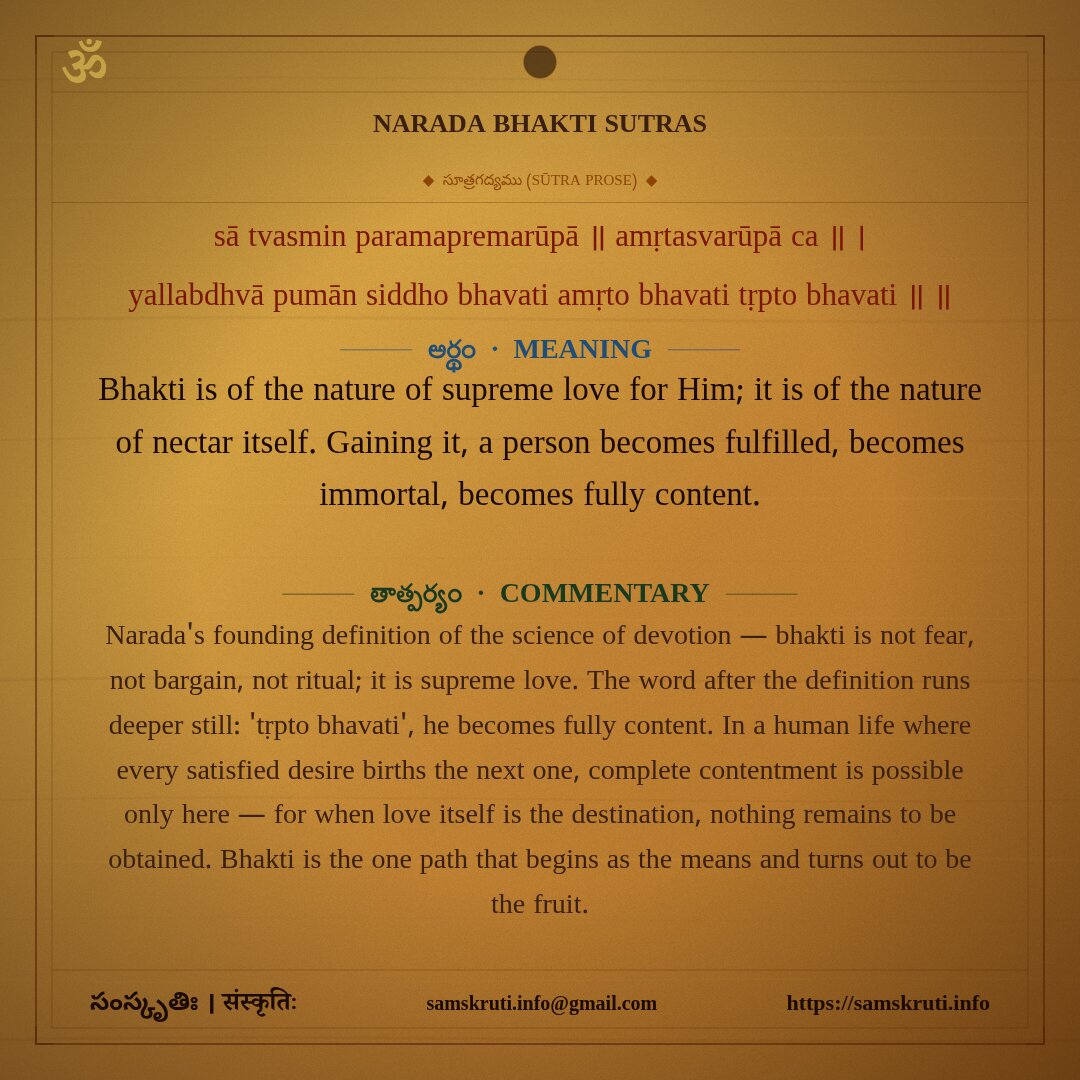 ॐ
NARADA BHAKTI SUTRAS
◆ సూత్రగద్యము (SŪTRA PROSE) ◆
sā tvasmin paramapremarūpā ॥ amṛtasvarūpā ca ॥ ।
yallabdhvā pumān siddho bhavati amṛto bhavati tṛpto bhavati ॥ ॥
అర్థం · MEANING
Bhakti is of the nature of supreme love for Him; it is of the nature
of nectar itself. Gaining it, a person becomes fulfilled, becomes
immortal, becomes fully content.
తాత్పర్యం · COMMENTARY
Narada's founding definition of the science of devotion — bhakti is not fear,
not bargain, not ritual; it is supreme love. The word after the definition runs
deeper still: 'tṛpto bhavati', he becomes fully content. In a human life where
every satisfied desire births the next one, complete contentment is possible
only here — for when love itself is the destination, nothing remains to be
obtained. Bhakti is the one path that begins as the means and turns out to be
the fruit.
సంస్కృతిః | संस्कृतिः samskruti.info@gmail.com https://samskruti.info